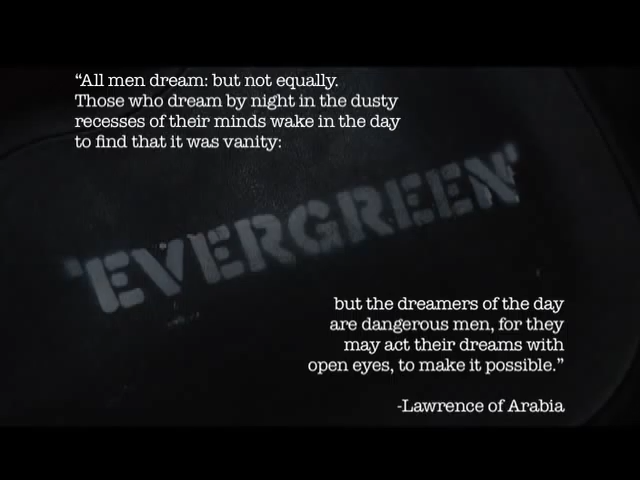 “All men dream: but not equally.
Those who dream by night in the dusty
recesses of their minds wake in the day
to find that it was vanity:
'EVERGREEN'
but the dreamers of the day
are dangerous men, for they
may act their dreams with
open eyes, to make it possible.”
-Lawrence of Arabia